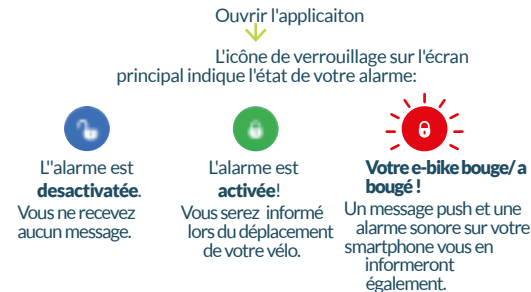 Ouvrir l'applicaiton
L'icône de verrouillage sur l'écran
principal indique l'état de votre alarme:
L"alarme est
desactivatée.
Vous ne recevez
aucun message.
L'alarme est
activée!
Vous serez informé
lors du déplacement
de votre vélo.
Votre e-bike bouge/ a
bougé !
Un message push et une
alarme sonore sur votre
smartphone vous en
informeront
également.